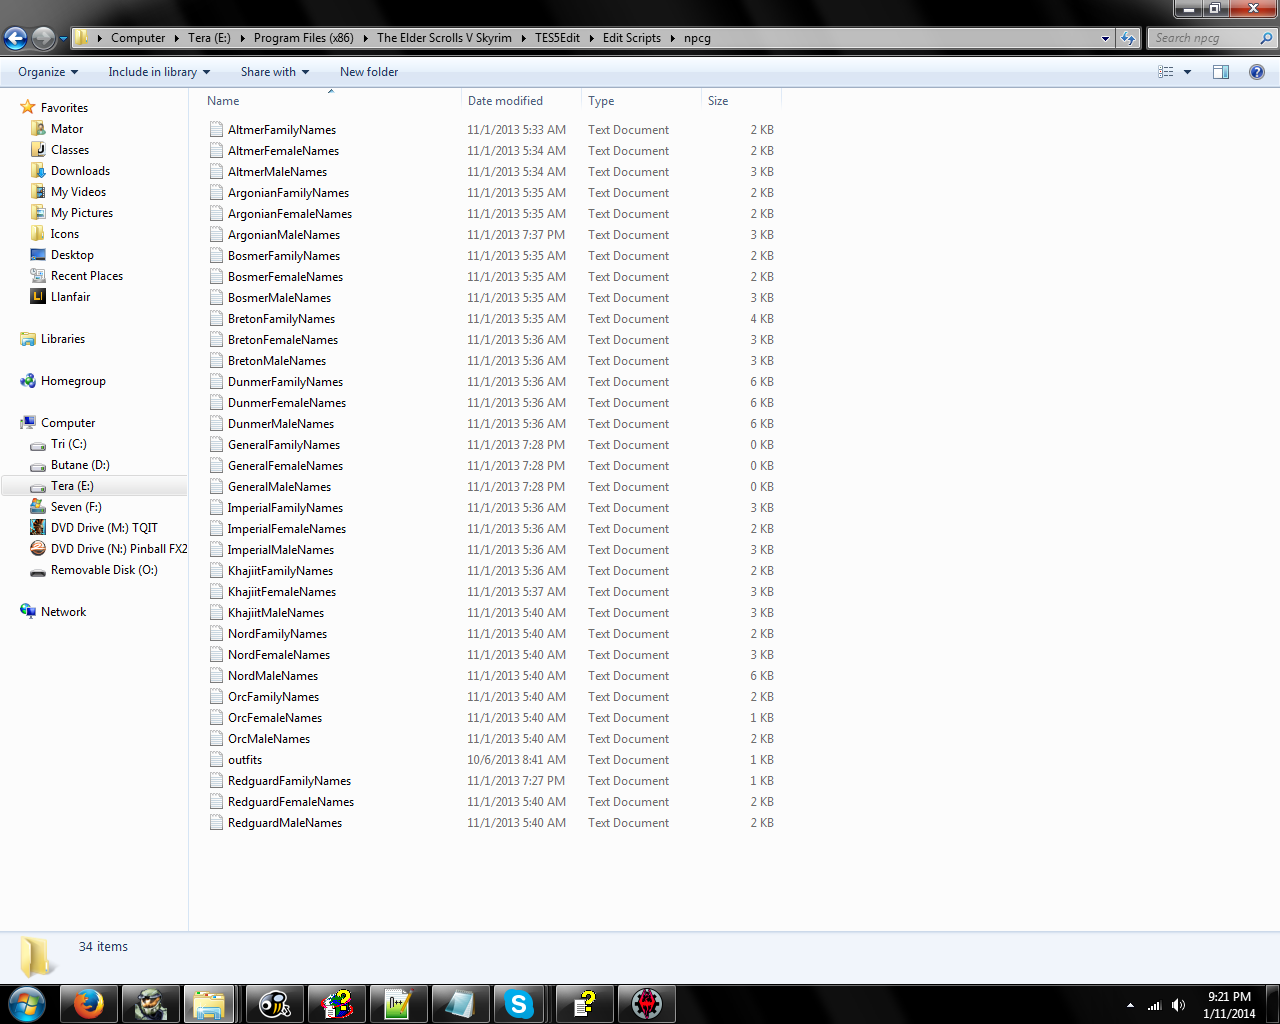 Computer Tera (E:) Program Files (x86) The Elder Scrolls V Skyrim TES5Edit Edit Scripts npcg Search npcg
Organize Include in library Share with New folder
Favorites
Mator
Classes
Downloads
My Videos
My Pictures
Icons
Desktop
Recent Places
Llanfair
Libraries
Homegroup
Computer
Tri (C:)
Butane (D:)
Tera (E:)
Seven (F:)
DVD Drive (M:) TQIT
DVD Drive (N:) Pinball FX2
Removable Disk (O:)
Network
Name Date modified Type Size
AltmerFamilyNames 11/1/2013 5:33 AM Text Document 2 KB
AltmerFemaleNames 11/1/2013 5:34 AM Text Document 2 KB
AltmerMaleNames 11/1/2013 5:34 AM Text Document 3 KB
ArgonianFamilyNames 11/1/2013 5:35 AM Text Document 2 KB
ArgonianFemaleNames 11/1/2013 5:35 AM Text Document 2 KB
ArgonianMaleNames 11/1/2013 7:37 PM Text Document 3 KB
BosmerFamilyNames 11/1/2013 5:35 AM Text Document 2 KB
BosmerFemaleNames 11/1/2013 5:35 AM Text Document 2 KB
BosmerMaleNames 11/1/2013 5:35 AM Text Document 3 KB
BretonFamilyNames 11/1/2013 5:35 AM Text Document 4 KB
BretonFemaleNames 11/1/2013 5:36 AM Text Document 3 KB
BretonMaleNames 11/1/2013 5:36 AM Text Document 3 KB
DunmerFamilyNames 11/1/2013 5:36 AM Text Document 6 KB
DunmerFemaleNames 11/1/2013 5:36 AM Text Document 6 KB
DunmerMaleNames 11/1/2013 5:36 AM Text Document 6 KB
GeneralFamilyNames 11/1/2013 7:28 PM Text Document 0 KB
GeneralFemaleNames 11/1/2013 7:28 PM Text Document 0 KB
GeneralMaleNames 11/1/2013 7:28 PM Text Document 0 KB
ImperialFamilyNames 11/1/2013 5:36 AM Text Document 3 KB
ImperialFemaleNames 11/1/2013 5:36 AM Text Document 2 KB
ImperialMaleNames 11/1/2013 5:36 AM Text Document 3 KB
KhajiitFamilyNames 11/1/2013 5:36 AM Text Document 2 KB
KhajiitFemaleNames 11/1/2013 5:37 AM Text Document 3 KB
KhajiitMaleNames 11/1/2013 5:40 AM Text Document 3 KB
NordFamilyNames 11/1/2013 5:40 AM Text Document 2 KB
NordFemaleNames 11/1/2013 5:40 AM Text Document 3 KB
NordMaleNames 11/1/2013 5:40 AM Text Document 6 KB
OrcFamilyNames 11/1/2013 5:40 AM Text Document 2 KB
OrcFemaleNames 11/1/2013 5:40 AM Text Document 1 KB
OrcMaleNames 11/1/2013 5:40 AM Text Document 2 KB
outfits 10/6/2013 8:41 AM Text Document 1 KB
RedguardFamilyNames 11/1/2013 7:27 PM Text Document 1 KB
RedguardFemaleNames 11/1/2013 5:40 AM Text Document 2 KB
RedguardMaleNames 11/1/2013 5:40 AM Text Document 2 KB
34 items
9:21 PM
1/11/2014